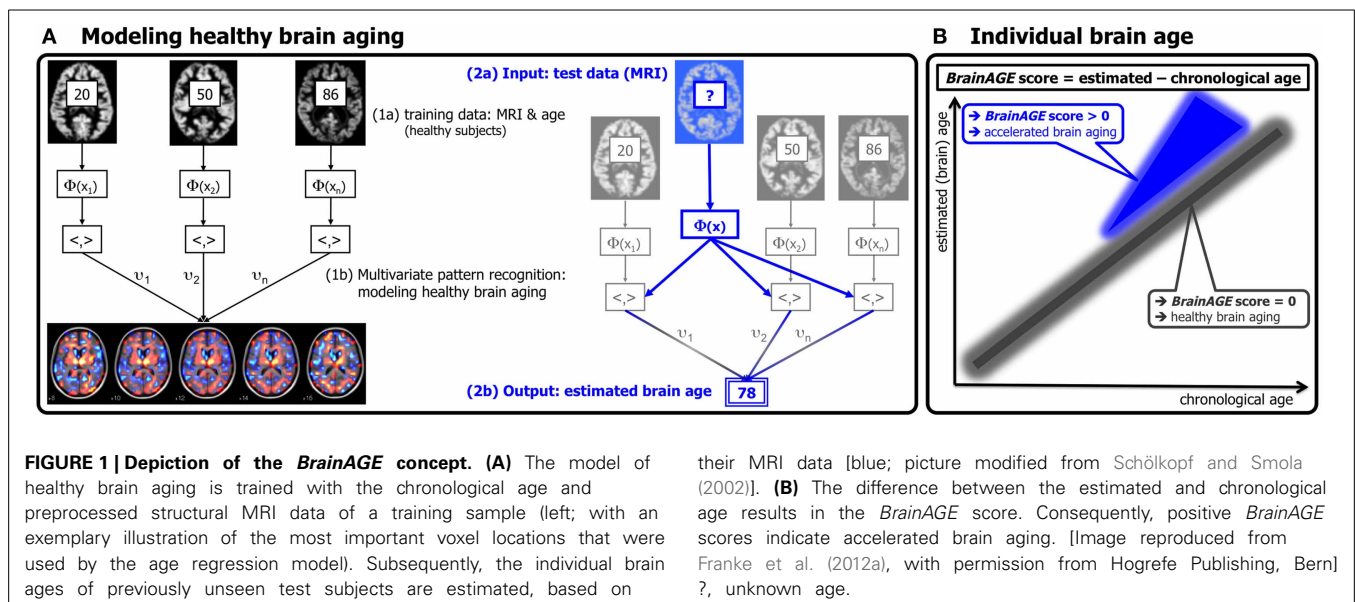 A Modeling healthy brain aging
20 50 86
(1a) training data: MRI & age
(healthy subjects)
Φ(x₁) Φ(x₂) Φ(xₙ)
<,> <,> <,>
υ₁ υ₂ υₙ
(1b) Multivariate pattern recognition:
modeling healthy brain aging
+8 +10 +12 +14 +16
(2a) Input: test data (MRI)
?
20 50 86
Φ(x)
Φ(x₁) Φ(x₂) Φ(xₙ)
<,> <,> <,>
υ₁ υ₂ υₙ
(2b) Output: estimated brain age 78
B Individual brain age
BrainAGE score = estimated – chronological age
estimated (brain) age
➔ BrainAGE score > 0
➔ accelerated brain aging
➔ BrainAGE score = 0
➔ healthy brain aging
chronological age
FIGURE 1 | Depiction of the BrainAGE concept. (A) The model of
healthy brain aging is trained with the chronological age and
preprocessed structural MRI data of a training sample (left; with an
exemplary illustration of the most important voxel locations that were
used by the age regression model). Subsequently, the individual brain
ages of previously unseen test subjects are estimated, based on
their MRI data [blue; picture modified from Schölkopf and Smola
(2002)]. (B) The difference between the estimated and chronological
age results in the BrainAGE score. Consequently, positive BrainAGE
scores indicate accelerated brain aging. [Image reproduced from
Franke et al. (2012a), with permission from Hogrefe Publishing, Bern]
?, unknown age.